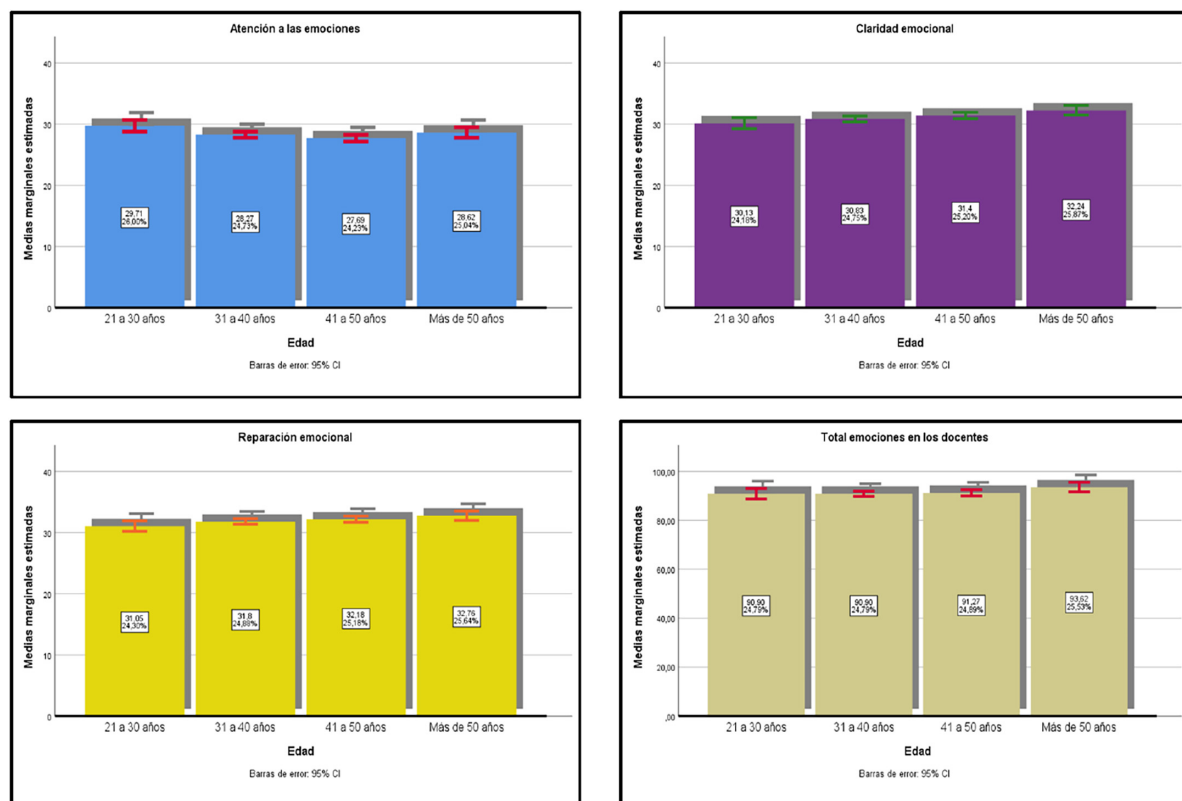 Atención a las emociones
Medias marginales estimadas
40
30
20
10
0
29,71
26,00%
28,27
24,73%
27,69
24,23%
28,62
25,04%
21 a 30 años
31 a 40 años
41 a 50 años
Más de 50 años
Edad
Barras de error: 95% CI
Claridad emocional
Medias marginales estimadas
40
30
20
10
0
30,13
24,18%
30,83
24,75%
31,4
25,20%
32,24
25,87%
21 a 30 años
31 a 40 años
41 a 50 años
Más de 50 años
Edad
Barras de error: 95% CI
Reparación emocional
Medias marginales estimadas
40
30
20
10
0
31,05
24,30%
31,8
24,88%
32,18
25,18%
32,76
25,64%
21 a 30 años
31 a 40 años
41 a 50 años
Más de 50 años
Edad
Barras de error: 95% CI
Total emociones en los docentes
Medias marginales estimadas
100,00
80,00
60,00
40,00
20,00
,00
90,90
24,79%
90,90
24,79%
91,27
24,89%
93,62
25,53%
21 a 30 años
31 a 40 años
41 a 50 años
Más de 50 años
Edad
Barras de error: 95% CI